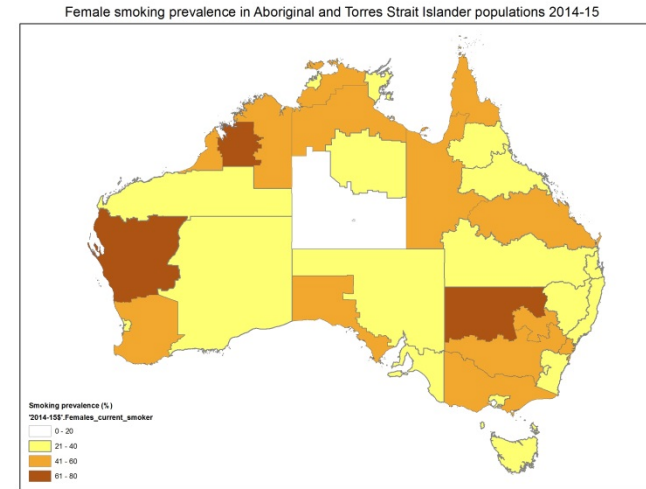 Female smoking prevalence in Aboriginal and Torres Strait Islander populations 2014-15
Smoking prevalence (%)
'2014-15$'.Females_current_smoker
0 - 20
21 - 40
41 - 60
61 - 80